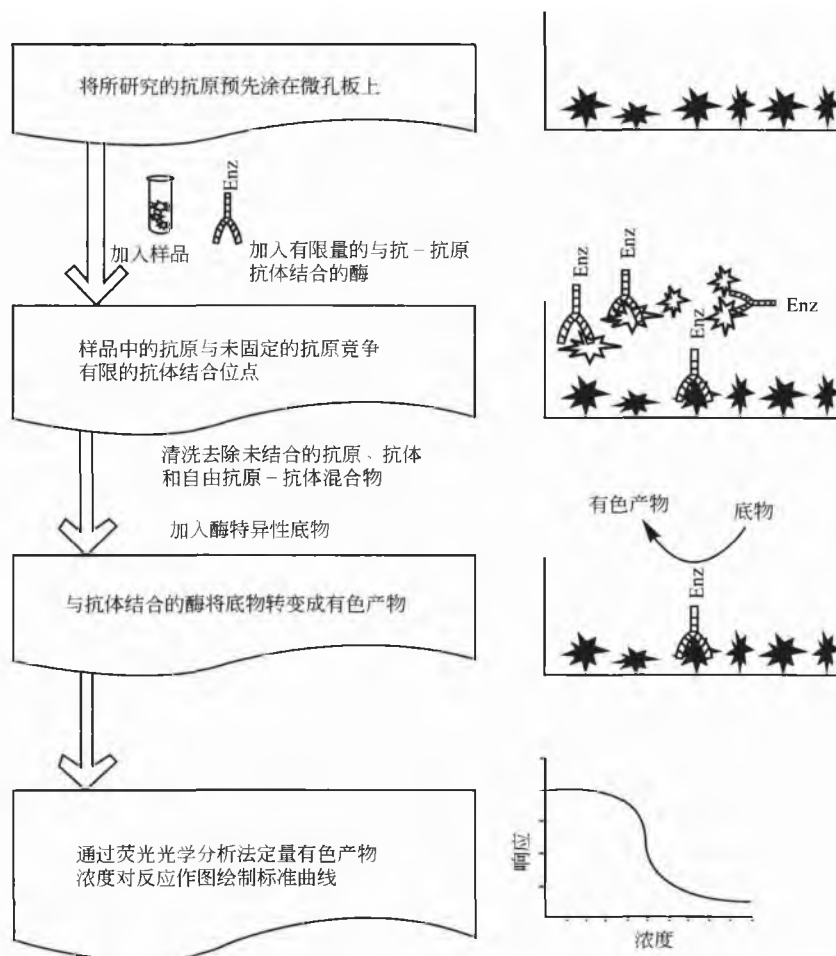 将所研究的抗原预先涂在微孔板上
Enz
加入样品
加入有限量的与抗－抗原
抗体结合的酶
Enz
Enz
Enz
Enz
样品中的抗原与未固定的抗原竞争
有限的抗体结合位点
清洗去除未结合的抗原、抗体
和自由抗原－抗体混合物
加入酶特异性底物
有色产物
底物
Enz
与抗体结合的酶将底物转变成有色产物
通过荧光光学分析法定量有色产物
浓度对反应作图绘制标准曲线
响应
浓度